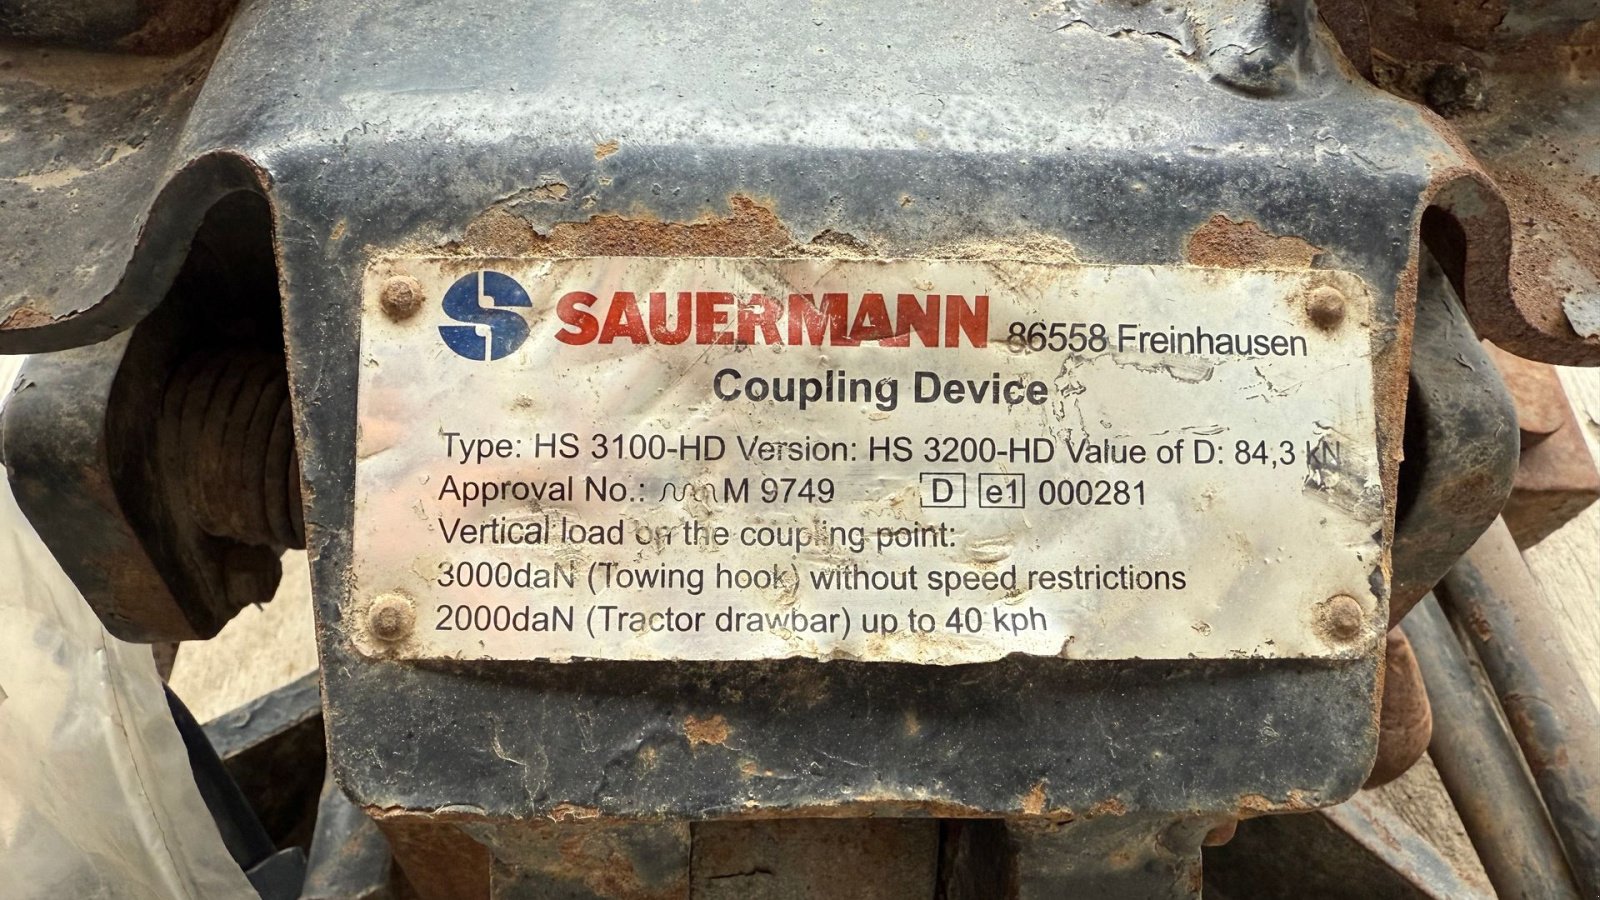 SAUERMANN 86558 Freinhausen
Coupling Device
Type: HS 3100-HD Version: HS 3200-HD Value of D: 84,3 kN
Approval No.: M 9749 D e1 000281
Vertical load on the coupling point:
3000daN (Towing hook) without speed restrictions
2000daN (Tractor drawbar) up to 40 kph